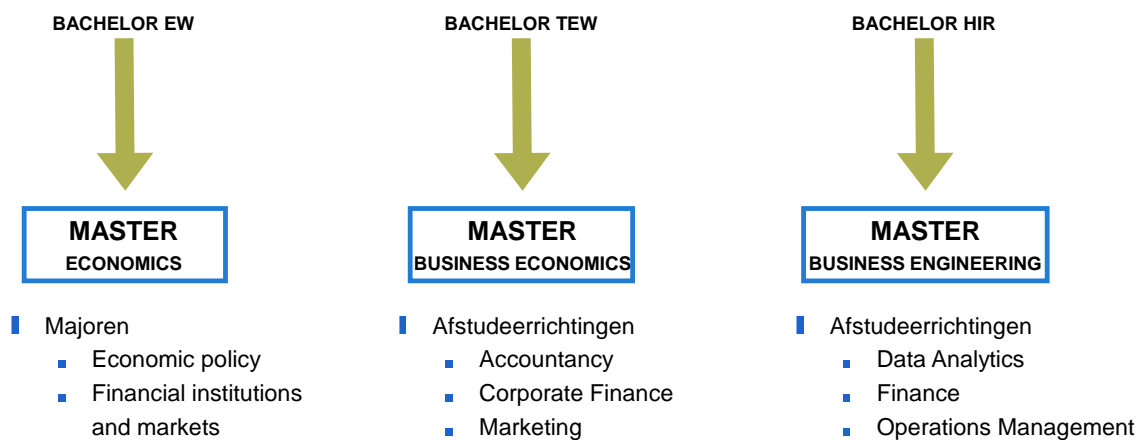 BACHELOR EW
MASTER
ECONOMICS
Majoren
Economic policy
Financial institutions
and markets
BACHELOR TEW
MASTER
BUSINESS ECONOMICS
Afstudeerrichtingen
Accountancy
Corporate Finance
Marketing
BACHELOR HIR
MASTER
BUSINESS ENGINEERING
Afstudeerrichtingen
Data Analytics
Finance
Operations Management